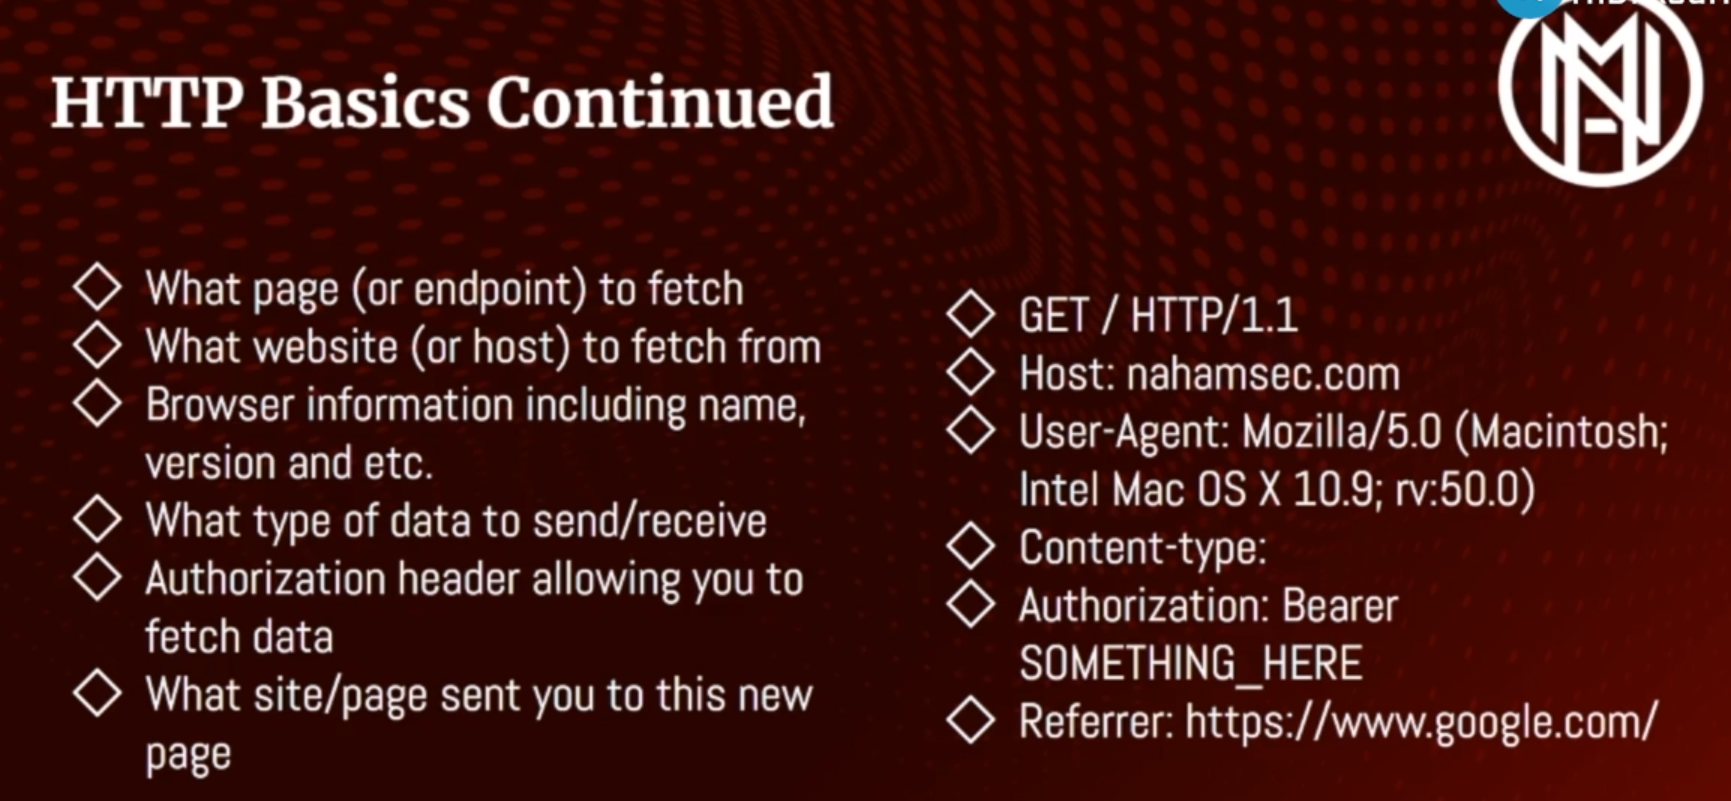 HTTP Basics Continued
What page (or endpoint) to fetch
What website (or host) to fetch from
Browser information including name,
version and etc.
What type of data to send/receive
Authorization header allowing you to
fetch data
What site/page sent you to this new
page
GET / HTTP/1.1
Host: nahamsec.com
User-Agent: Mozilla/5.0 (Macintosh;
Intel Mac OS X 10.9; rv:50.0)
Content-type:
Authorization: Bearer
SOMETHING_HERE
Referrer: https://www.google.com/